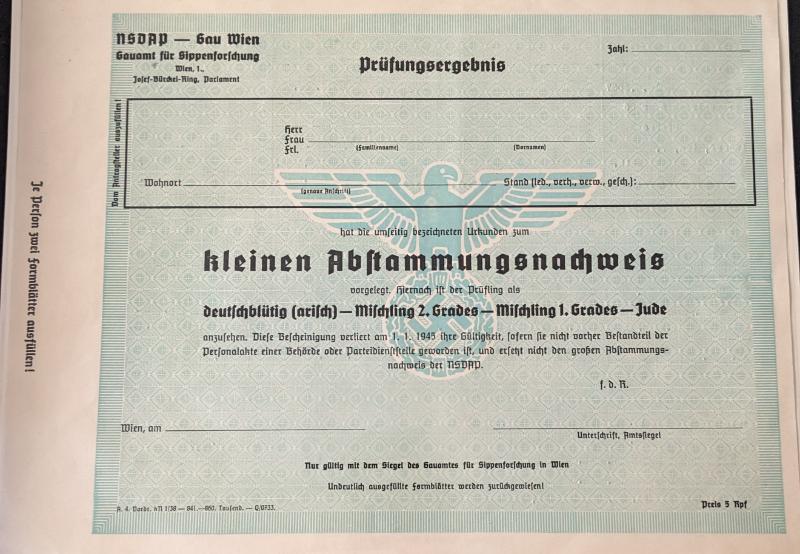 NSDAP — Gau Wien
Gauamt für Sippenforschung
Wien, 1.,
Josef-Bürckel-Ring, Parlament
Zahl:
Prüfungsergebnis
Vom Antragsteller auszufüllen!
Je Person zwei Formblätter ausfüllen!
Herr
Frau
Frl.
(Familienname) (Vornamen)
Wohnort Stand (led., verh., verw., gesch.):
(genaue Anschrift)
hat die umseitig bezeichneten Urkunden zum
kleinen Abstammungsnachweis
vorgelegt. Hiernach ist der Prüfling als
deutschblütig (arisch) — Mischling 2. Grades — Mischling 1. Grades — Jude
anzusehen. Diese Bescheinigung verliert am 1. 1. 1945 ihre Gültigkeit, sofern sie nicht vorher Bestandteil der
Personalakte einer Behörde oder Parteidienststelle geworden ist, und ersetzt nicht den großen Abstammungs-
nachweis der NSDAP.
f. d. R.
Wien, am
Unterschrift, Amtssiegel
Nur gültig mit dem Siegel des Gauamtes für Sippenforschung in Wien
Undeutlich ausgefüllte Formblätter werden zurückgewiesen!
Preis 5 Rpf